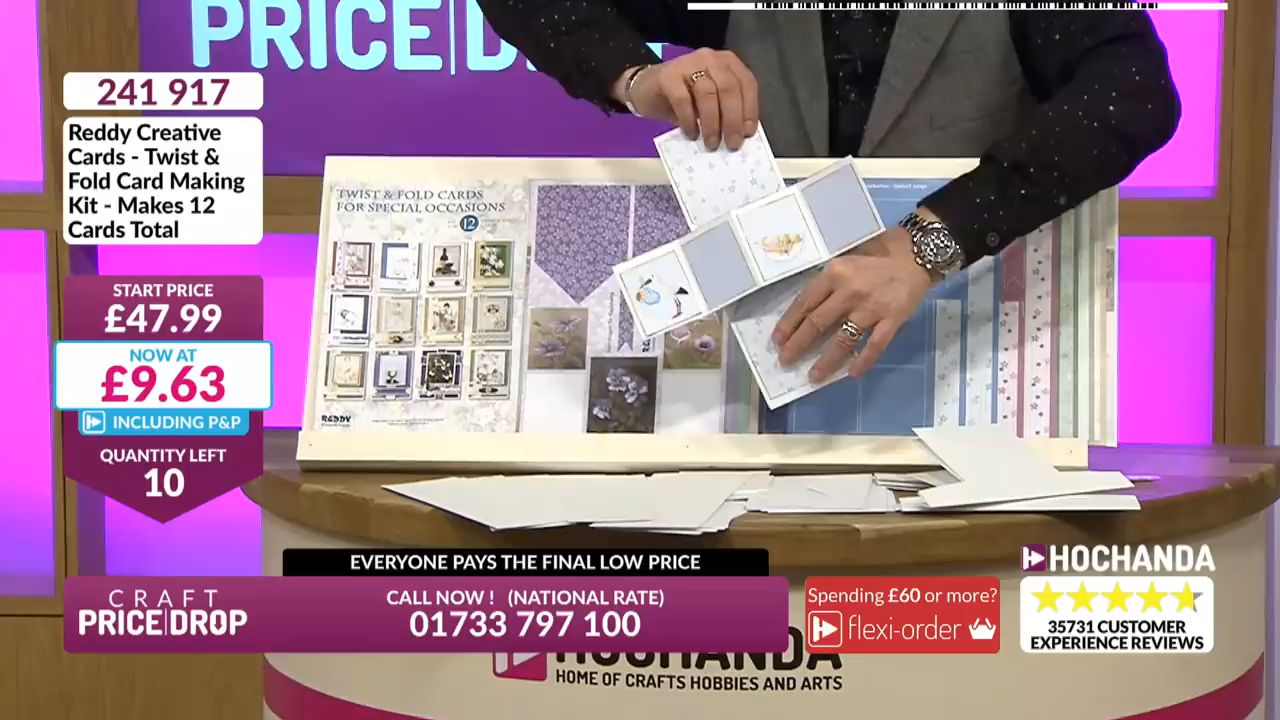 PRICE|D
241 917
Reddy Creative
Cards - Twist &
Fold Card Making
Kit - Makes 12
Cards Total
START PRICE
£47.99
NOW AT
£9.63
INCLUDING P&P
QUANTITY LEFT
10
TWIST & FOLD CARDS
FOR SPECIAL OCCASIONS
12
REDDY
EVERYONE PAYS THE FINAL LOW PRICE
CRAFT
PRICE|DROP
CALL NOW ! (NATIONAL RATE)
01733 797 100
Spending £60 or more?
flexi-order
HOCHANDA
35731 CUSTOMER
EXPERIENCE REVIEWS
HOCHANDA
HOME OF CRAFTS HOBBIES AND ARTS